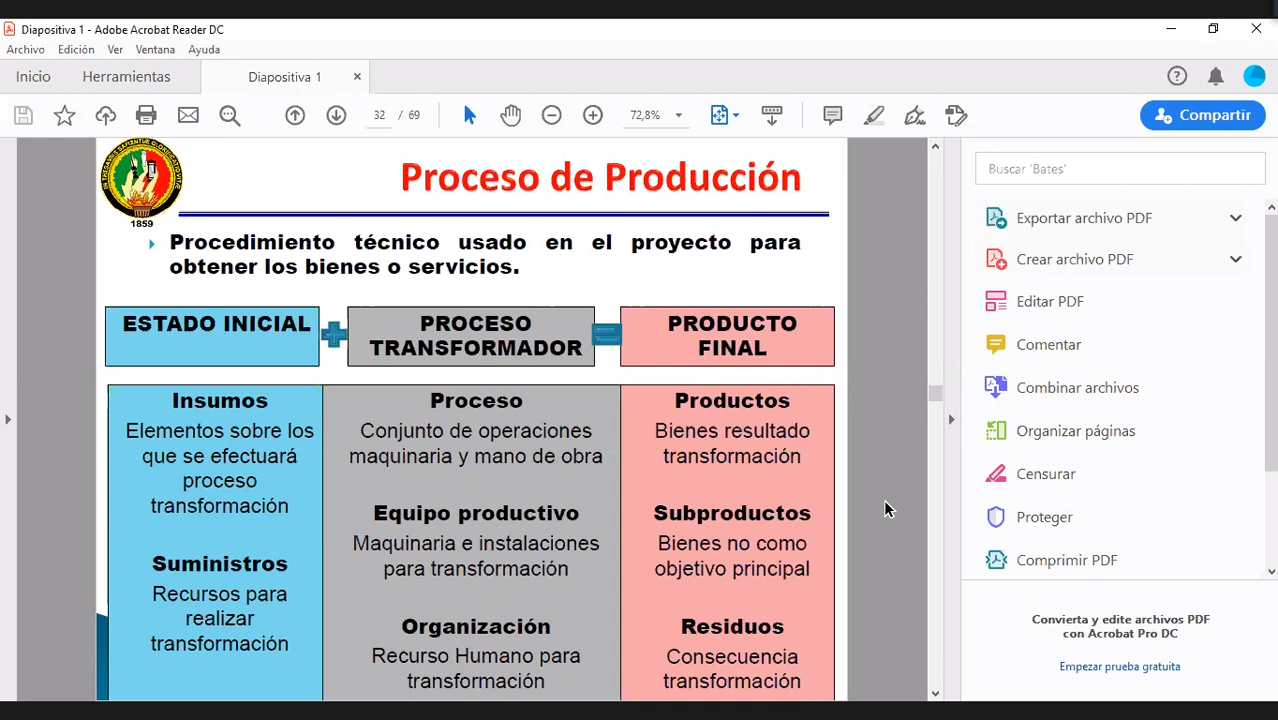 Diapositiva 1 - Adobe Acrobat Reader DC
Archivo Edición Ver Ventana Ayuda
Inicio Herramientas Diapositiva 1 ×
32 / 69 72,8% Compartir
Proceso de Producción
1859
Procedimiento técnico usado en el proyecto para
obtener los bienes o servicios.
ESTADO INICIAL
PROCESO
TRANSFORMADOR
PRODUCTO
FINAL
Insumos
Elementos sobre los
que se efectuará
proceso
transformación
Suministros
Recursos para
realizar
transformación
Proceso
Conjunto de operaciones
maquinaria y mano de obra
Equipo productivo
Maquinaria e instalaciones
para transformación
Organización
Recurso Humano para
transformación
Productos
Bienes resultado
transformación
Subproductos
Bienes no como
objetivo principal
Residuos
Consecuencia
transformación
Buscar 'Bates'
Exportar archivo PDF
Crear archivo PDF
Editar PDF
Comentar
Combinar archivos
Organizar páginas
Censurar
Proteger
Comprimir PDF
Convierta y edite archivos PDF
con Acrobat Pro DC
Empezar prueba gratuita